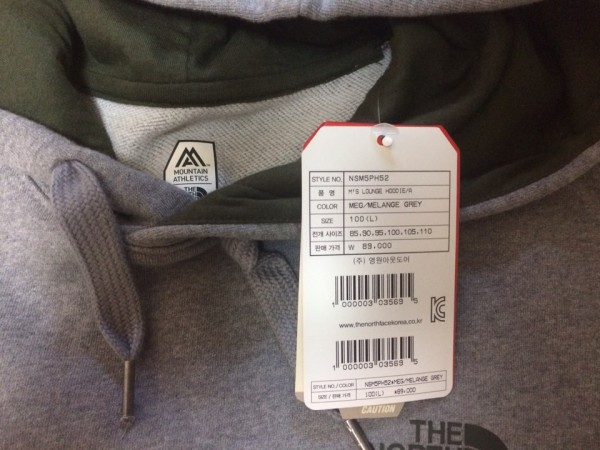 MOUNTAIN
ATHLETICS
THE
STYLE NO. NSM5PH52
품 명 M'S LOUNGE HOODIE/R
COLOR MEG/MELANGE GREY
SIZE 100(L)
전개 사이즈 85,90,95,100,105,110
판매 가격 ₩ 89,000
(주) 영원아웃도어
1 000003 03569 5
www.thenorthfacekorea.co.kr
1 000003 03569 5
STYLE NO./COLOR NSM5PH52*MEG/MELANGE GREY
SIZE / 판매 가격 100(L) ₩89,000
CAUTION
THE
NORTH